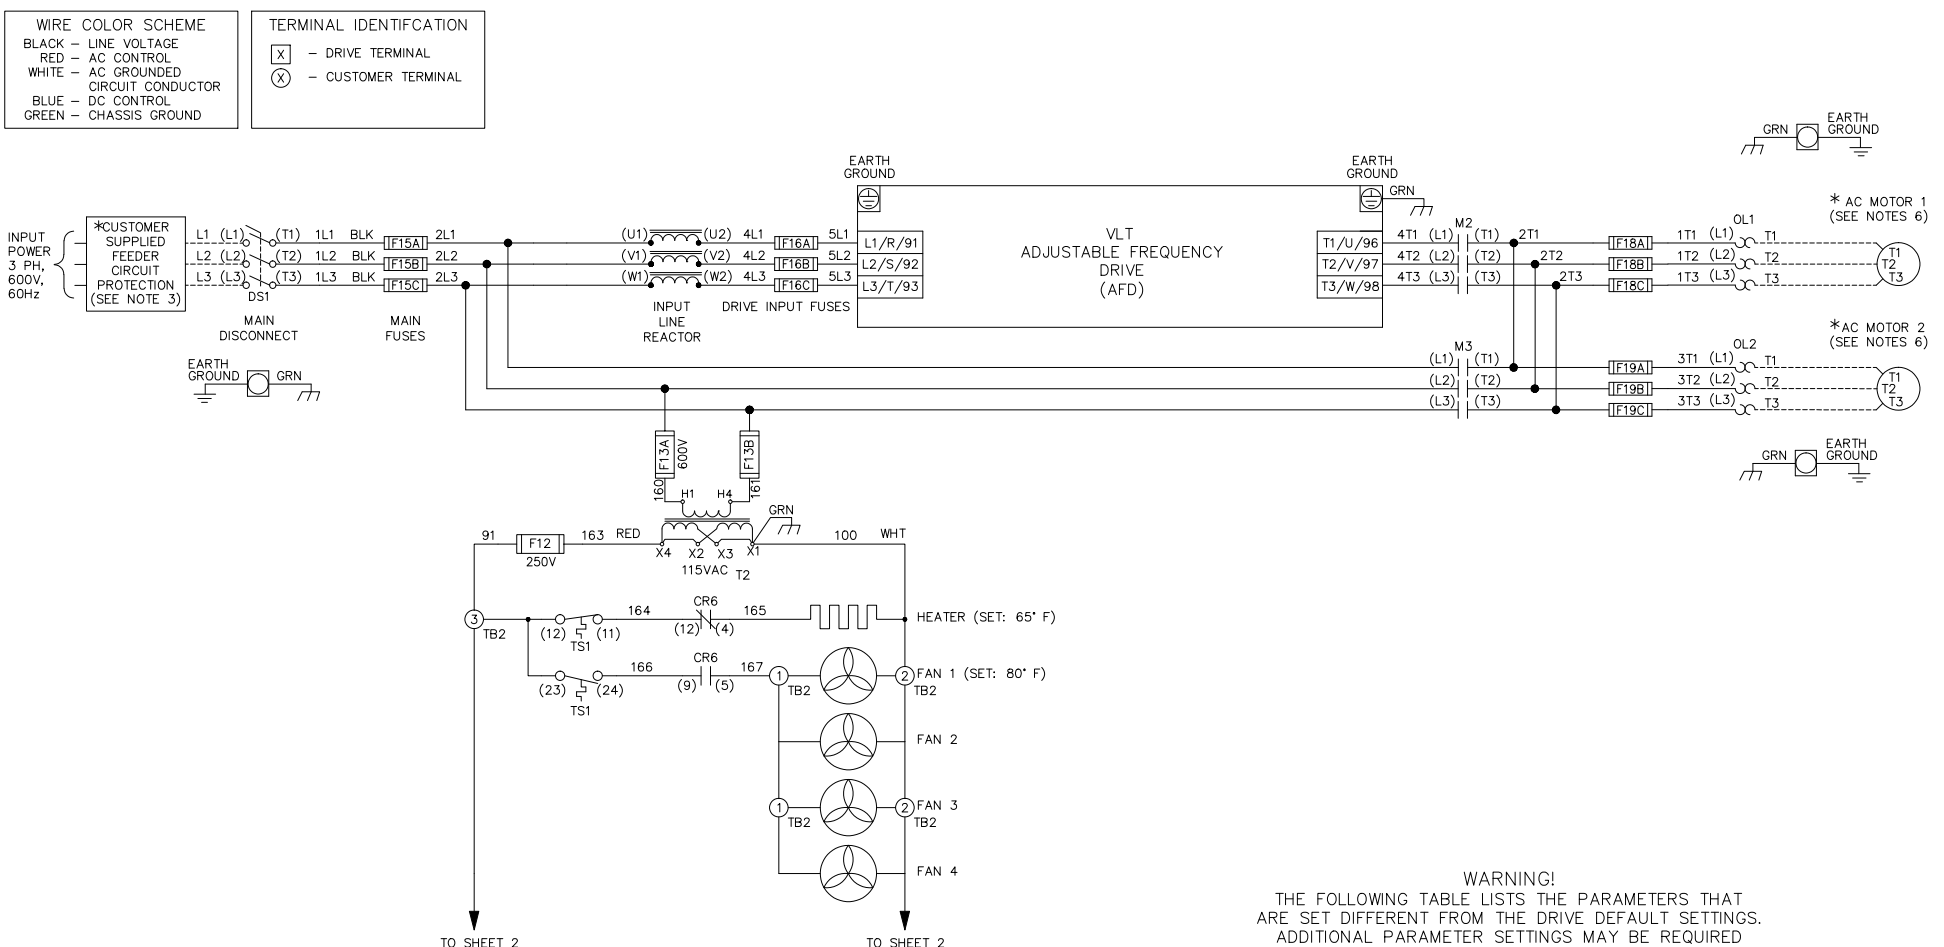 WIRE COLOR SCHEME
BLACK – LINE VOLTAGE
RED – AC CONTROL
WHITE – AC GROUNDED
CIRCUIT CONDUCTOR
BLUE – DC CONTROL
GREEN – CHASSIS GROUND
TERMINAL IDENTIFCATION
X – DRIVE TERMINAL
X – CUSTOMER TERMINAL
INPUT
POWER
3 PH,
600V,
60Hz
*CUSTOMER
SUPPLIED
FEEDER
CIRCUIT
PROTECTION
(SEE NOTE 3)
L1 (L1) (T1) 1L1 BLK F15A 2L1
L2 (L2) (T2) 1L2 BLK F15B 2L2
L3 (L3) (T3) 1L3 BLK F15C 2L3
DS1
MAIN
DISCONNECT
MAIN
FUSES
EARTH
GROUND
GRN
(U1) (U2) 4L1 F16A 5L1
(V1) (V2) 4L2 F16B 5L2
(W1) (W2) 4L3 F16C 5L3
INPUT
LINE
REACTOR
DRIVE INPUT FUSES
EARTH
GROUND
L1/R/91
L2/S/92
L3/T/93
VLT
ADJUSTABLE FREQUENCY
DRIVE
(AFD)
EARTH
GROUND
GRN
T1/U/96
T2/V/97
T3/W/98
M2
4T1 (L1) (T1) 2T1
4T2 (L2) (T2) 2T2
4T3 (L3) (T3) 2T3
F18A 1T1 (L1) T1
F18B 1T2 (L2) T2
F18C 1T3 (L3) T3
OL1
GRN
EARTH
GROUND
* AC MOTOR 1
(SEE NOTES 6)
T1
T2
T3
M3
(L1) (T1)
(L2) (T2)
(L3) (T3)
F19A 3T1 (L1) T1
F19B 3T2 (L2) T2
F19C 3T3 (L3) T3
OL2
*AC MOTOR 2
(SEE NOTES 6)
T1
T2
T3
GRN
EARTH
GROUND
F13A
600V
F13B
160
161
H1 H4
GRN
91 F12 163 RED
250V
X4 X2 X3 X1
115VAC T2
100 WHT
3
TB2
(12) (11)
TS1
164
CR6
(12) (4)
165
HEATER (SET: 65° F)
(23) (24)
TS1
166
CR6
(9) (5)
167
1
TB2
2
TB2
FAN 1 (SET: 80° F)
FAN 2
1
TB2
2
TB2
FAN 3
FAN 4
TO SHEET 2
TO SHEET 2
WARNING!
THE FOLLOWING TABLE LISTS THE PARAMETERS THAT
ARE SET DIFFERENT FROM THE DRIVE DEFAULT SETTINGS.
ADDITIONAL PARAMETER SETTINGS MAY BE REQUIRED